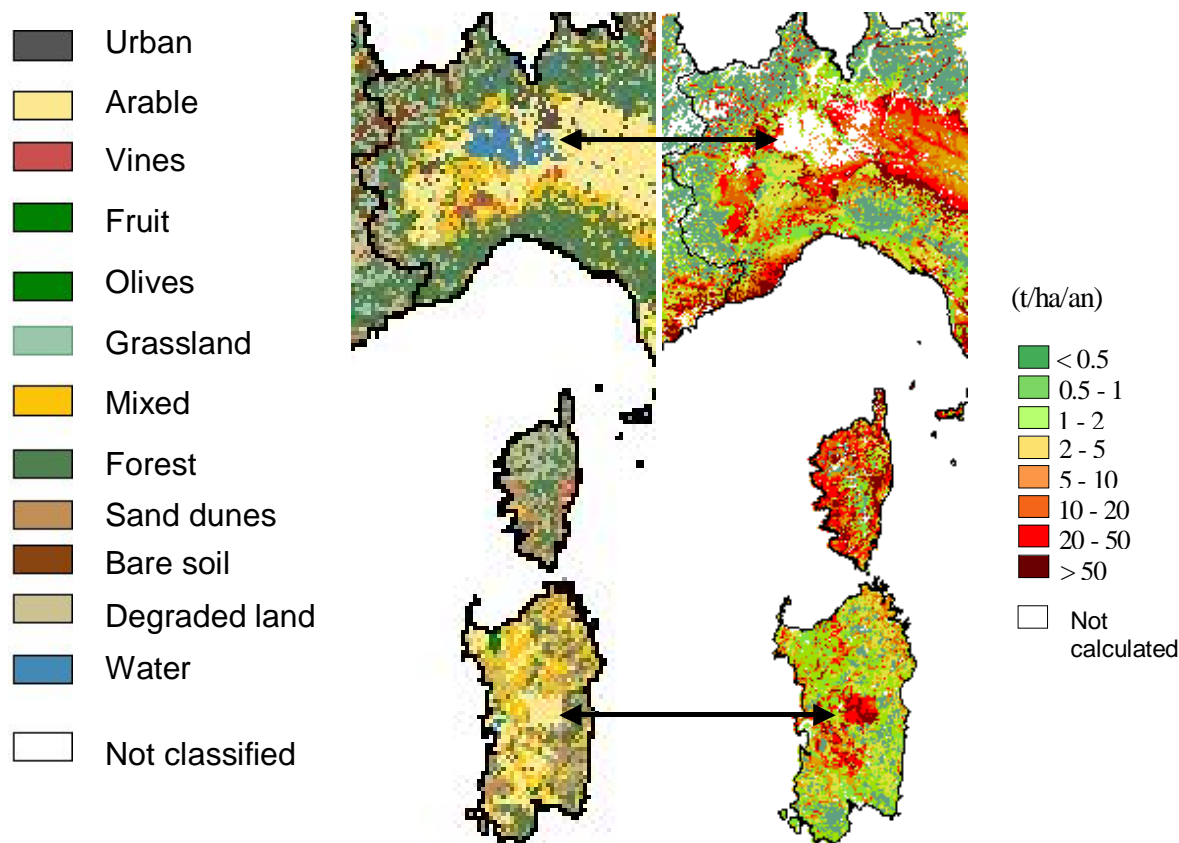 Urban
Arable
Vines
Fruit
Olives
Grassland
Mixed
Forest
Sand dunes
Bare soil
Degraded land
Water
Not classified
(t/ha/an)
< 0.5
0.5 - 1
1 - 2
2 - 5
5 - 10
10 - 20
20 - 50
> 50
Not
calculated